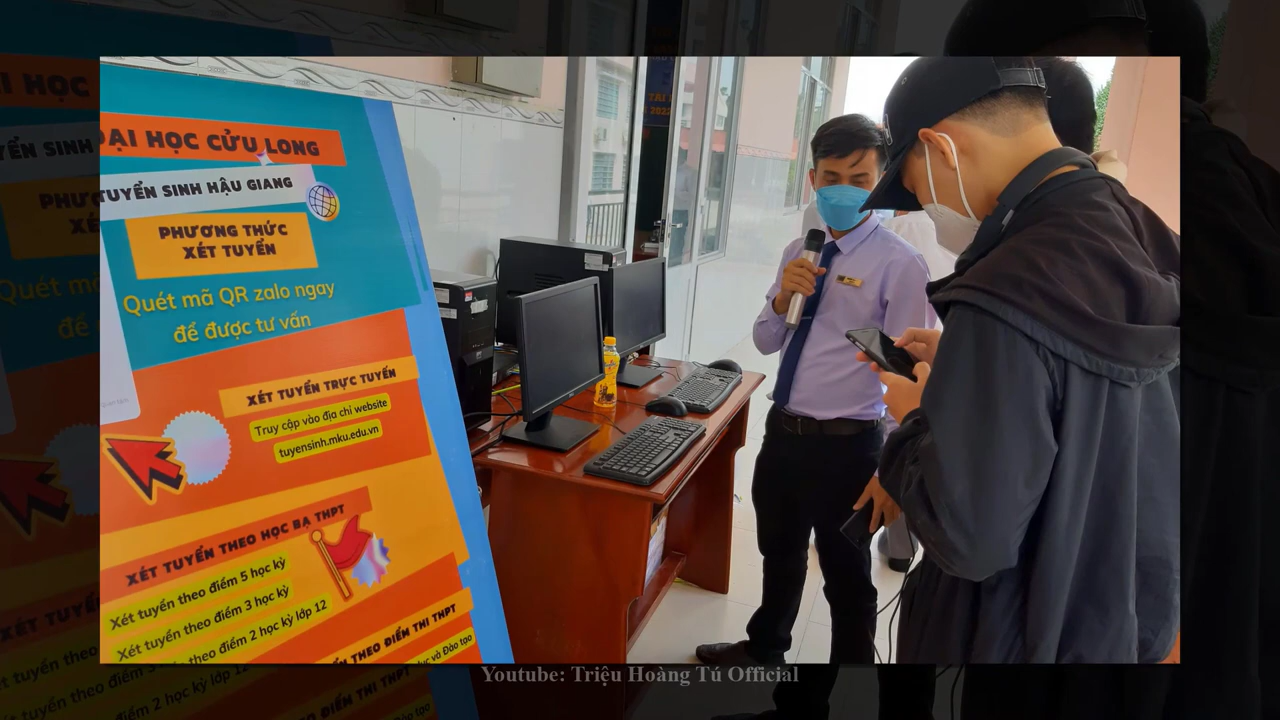 ĐẠI HỌC CỬU LONG
TUYỂN SINH HẬU GIANG
PHƯƠNG THỨC
XÉT TUYỂN
Quét mã QR zalo ngay
để được tư vấn
XÉT TUYỂN TRỰC TUYẾN
Truy cập vào địa chỉ website
tuyensinh.mku.edu.vn
XÉT TUYỂN THEO HỌC BẠ THPT
Xét tuyển theo điểm 5 học kỳ
Xét tuyển theo điểm 3 học kỳ
theo điểm 2 học kỳ lớp 12
THEO ĐIỂM THI THPT
và Đào tạo
Youtube: Triệu Hoàng Tú Official